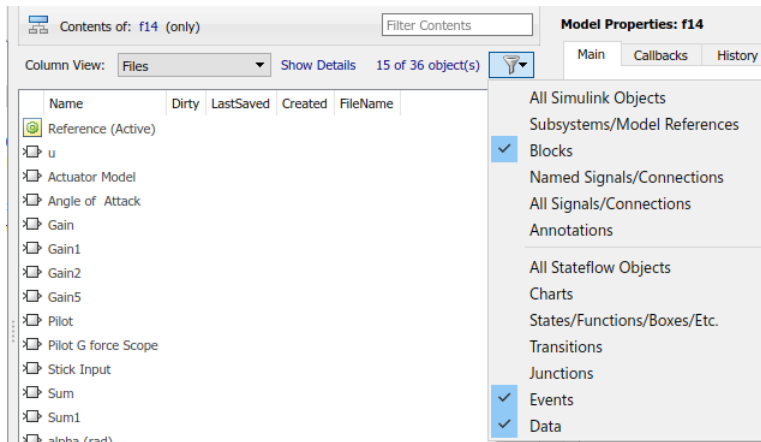 Contents of: f14 (only)
Filter Contents
Column View: Files
Show Details
15 of 36 object(s)
Name Dirty LastSaved Created FileName
Reference (Active)
u
Actuator Model
Angle of Attack
Gain
Gain1
Gain2
Gain5
Pilot
Pilot G force Scope
Stick Input
Sum
Sum1
alpha (rad)
Model Properties: f14
Main Callbacks History
All Simulink Objects
Subsystems/Model References
Blocks
Named Signals/Connections
All Signals/Connections
Annotations
All Stateflow Objects
Charts
States/Functions/Boxes/Etc.
Transitions
Junctions
Events
Data